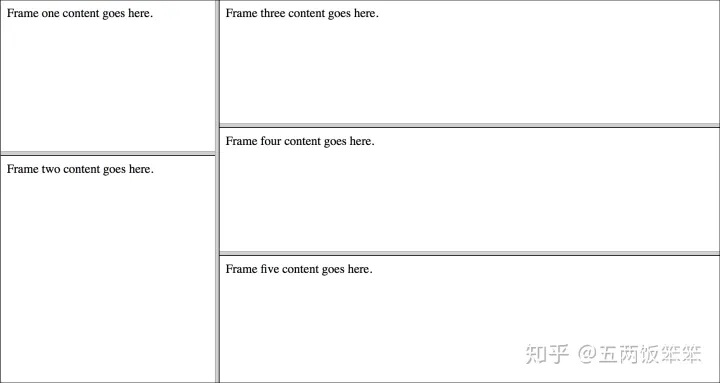 Frame one content goes here.
Frame two content goes here.
Frame three content goes here.
Frame four content goes here.
Frame five content goes here.
知乎 @五两饭笨笨